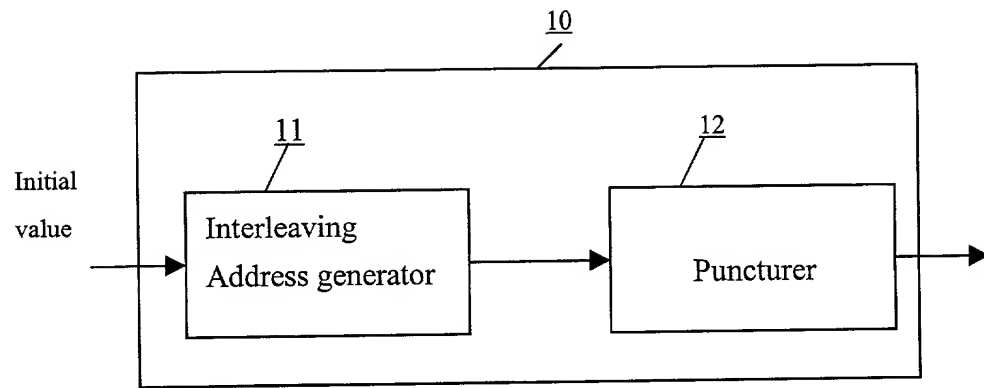 10
11
12
Initial
value
Interleaving
Address generator
Puncturer